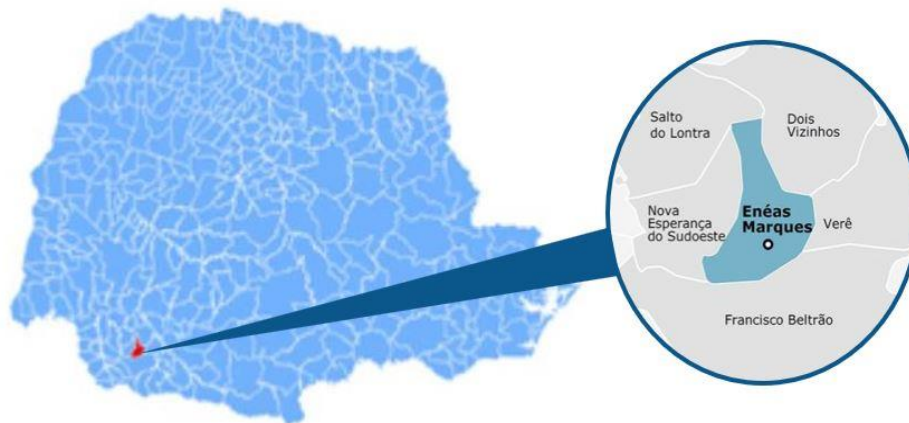 Salto
do Lontra
Dois
Vizinhos
Nova
Esperança
do Sudoeste
Enéas
Marques
Verê
Francisco Beltrão